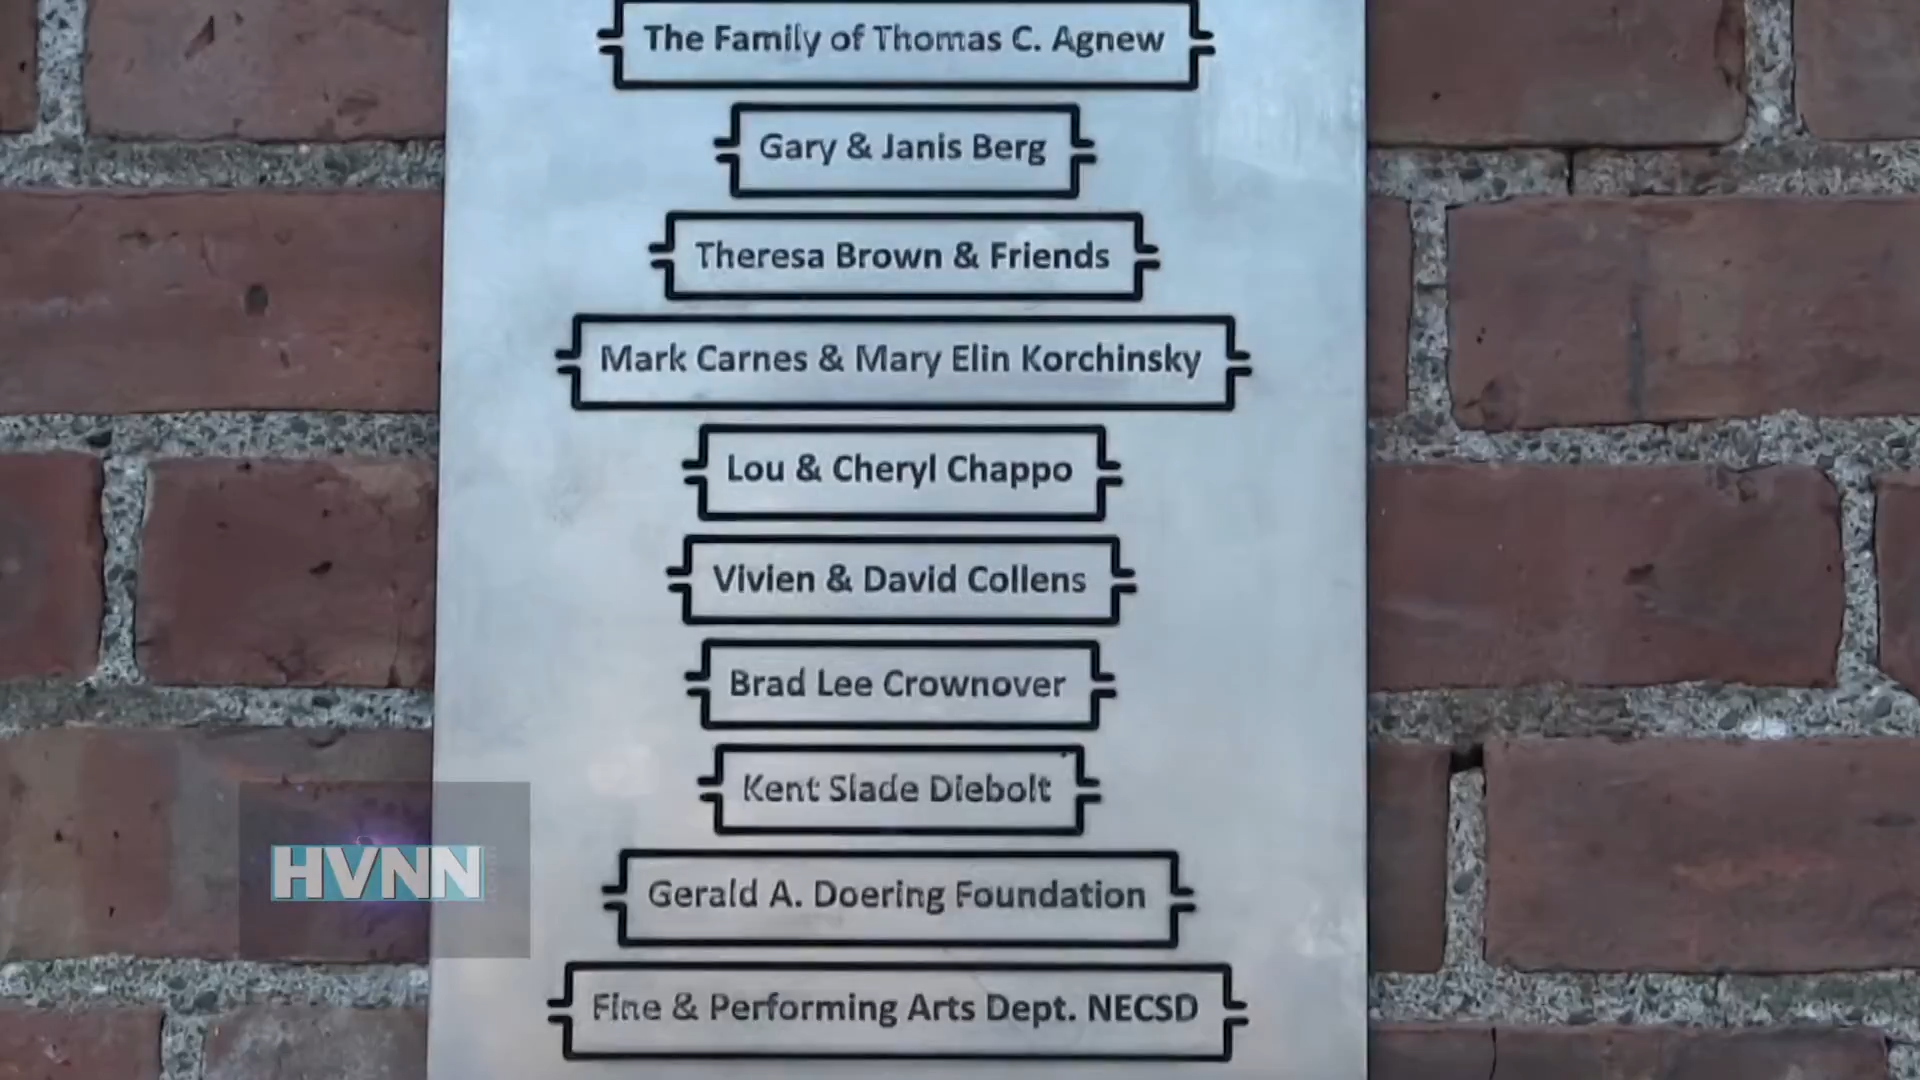 The Family of Thomas C. Agnew
Gary & Janis Berg
Theresa Brown & Friends
Mark Carnes & Mary Elin Korchinsky
Lou & Cheryl Chappo
Vivien & David Collens
Brad Lee Crownover
Kent Slade Diebolt
HVNN
Gerald A. Doering Foundation
Fine & Performing Arts Dept. NECSD